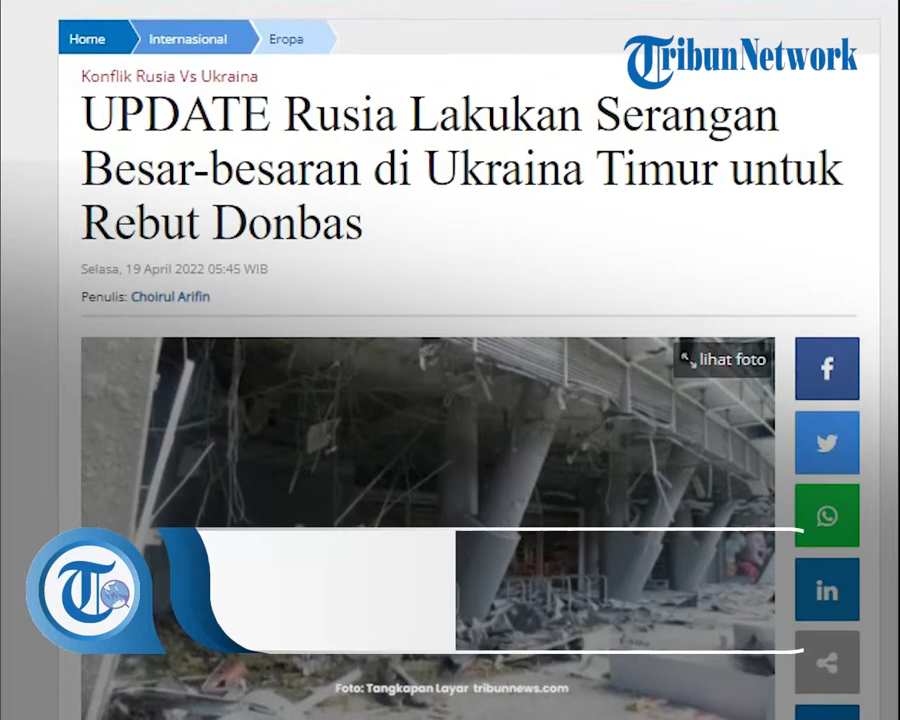 Home Internasional Eropa
TribunNetwork
Konflik Rusia Vs Ukraina
UPDATE Rusia Lakukan Serangan
Besar-besaran di Ukraina Timur untuk
Rebut Donbas
Selasa, 19 April 2022 05:45 WIB
Penulis: Choirul Arifin
lihat foto
f
in
T
Foto: Tangkapan Layar tribunnews.com